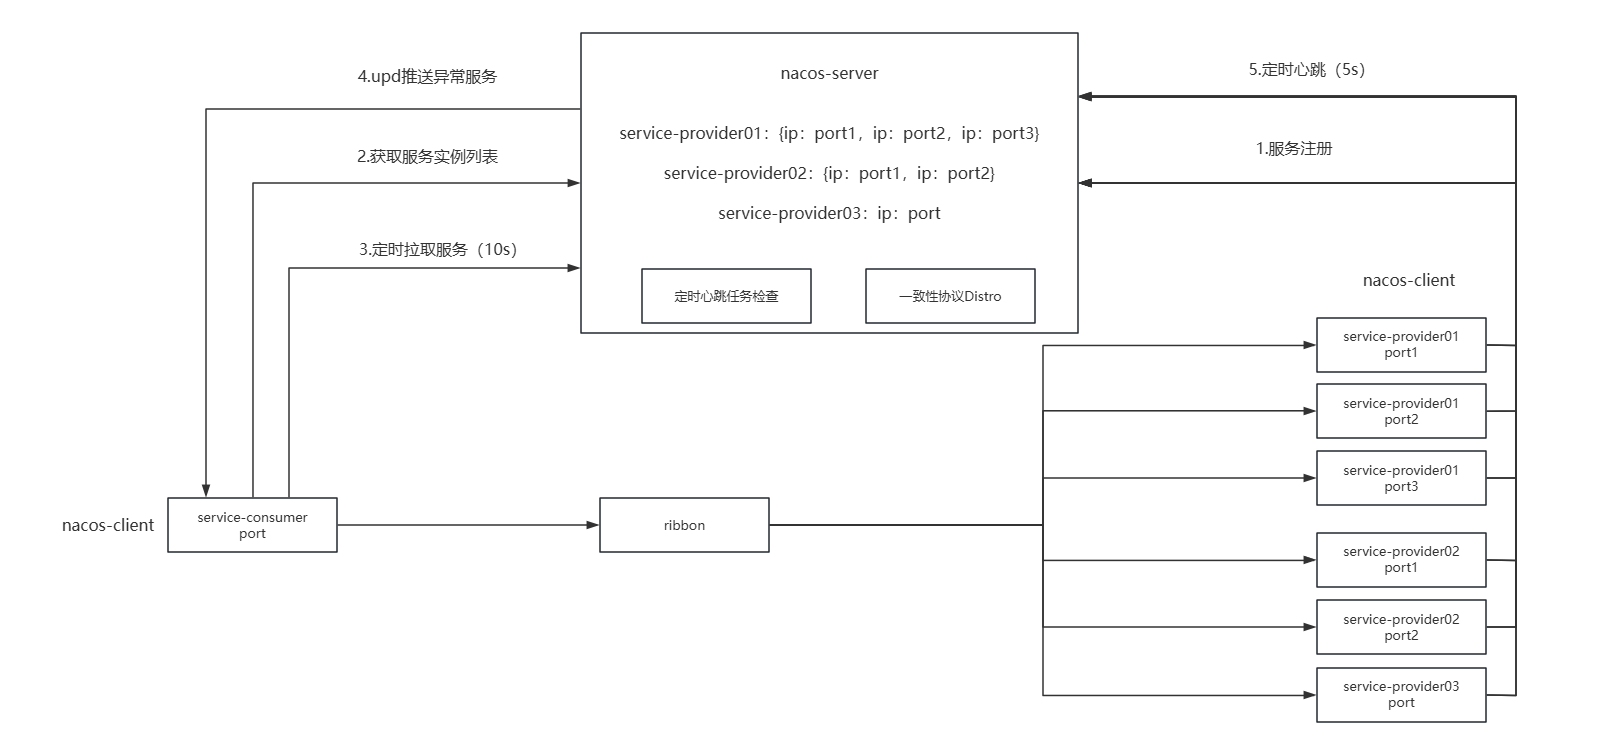 nacos-server
4.upd推送异常服务
5.定时心跳（5s）
service-provider01：{ip：port1，ip：port2，ip：port3}
2.获取服务实例列表
1.服务注册
service-provider02：{ip：port1，ip：port2}
service-provider03：ip：port
3.定时拉取服务（10s）
定时心跳任务检查
一致性协议Distro
nacos-client
service-provider01
port1
service-provider01
port2
service-provider01
port3
nacos-client
service-consumer
port
ribbon
service-provider02
port1
service-provider02
port2
service-provider03
port